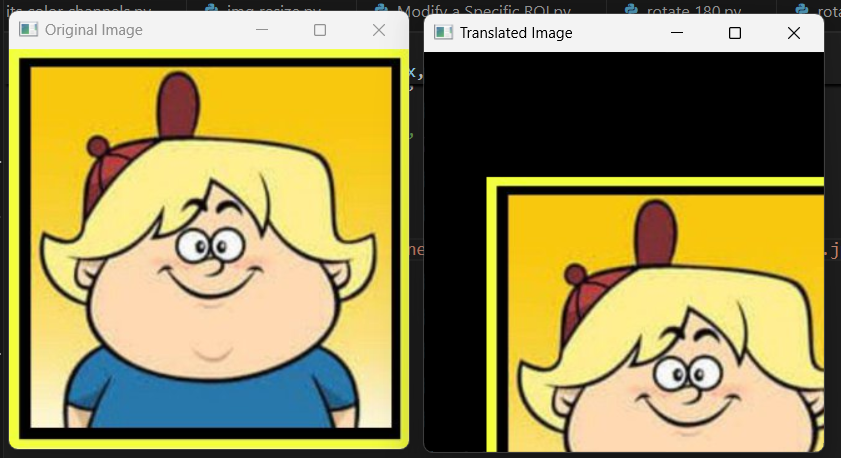 its color channels.py img resize.py Modify a Specific ROI.py rotate 180.py rota
Original Image
Translated Image
x,
ne
.j